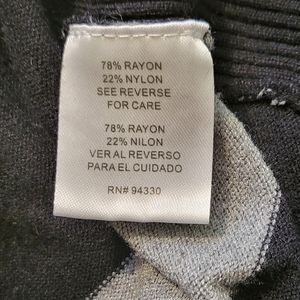 78% RAYON
22% NYLON
SEE REVERSE
FOR CARE
78% RAYON
22% NILON
VER AL REVERSO
PARA EL CUIDADO
RN# 94330